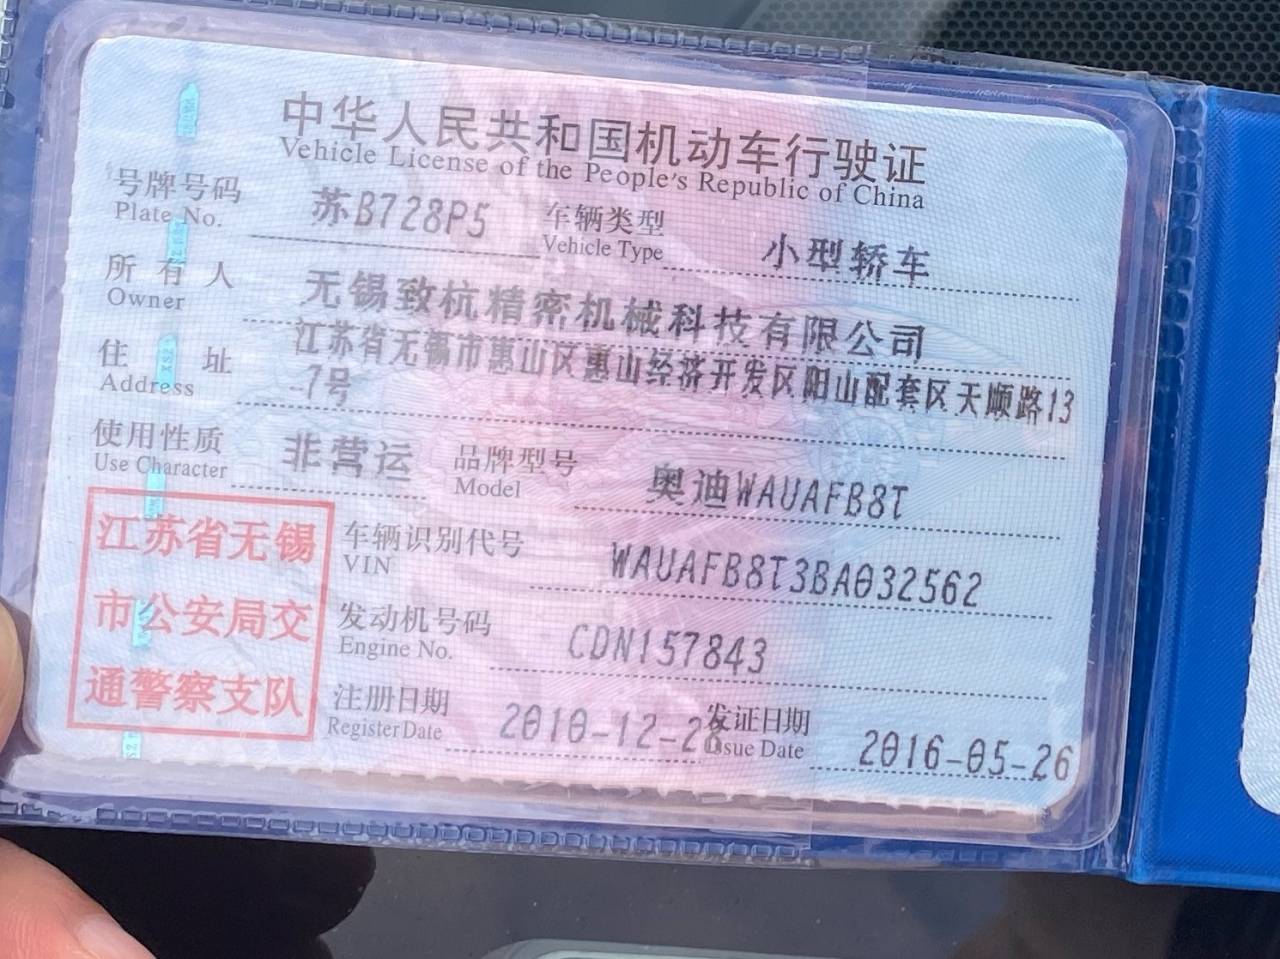 中华人民共和国机动车行驶证
Vehicle License of the People's Republic of China
号牌号码 苏B728P5 车辆类型 小型轿车
Plate No. Vehicle Type
所有人 无锡致杭精密机械科技有限公司
Owner
住址 江苏省无锡市惠山区惠山经济开发区阳山配套区天顺路13
Address -7号
使用性质 非营运 品牌型号 奥迪WAUAFB8T
Use Character Model
江苏省无锡
市公安局交
通警察支队
车辆识别代号 WAUAFB8T3BA032562
VIN
发动机号码 CDN157843
Engine No.
注册日期 2010-12-28 发证日期 2016-05-26
Register Date Issue Date